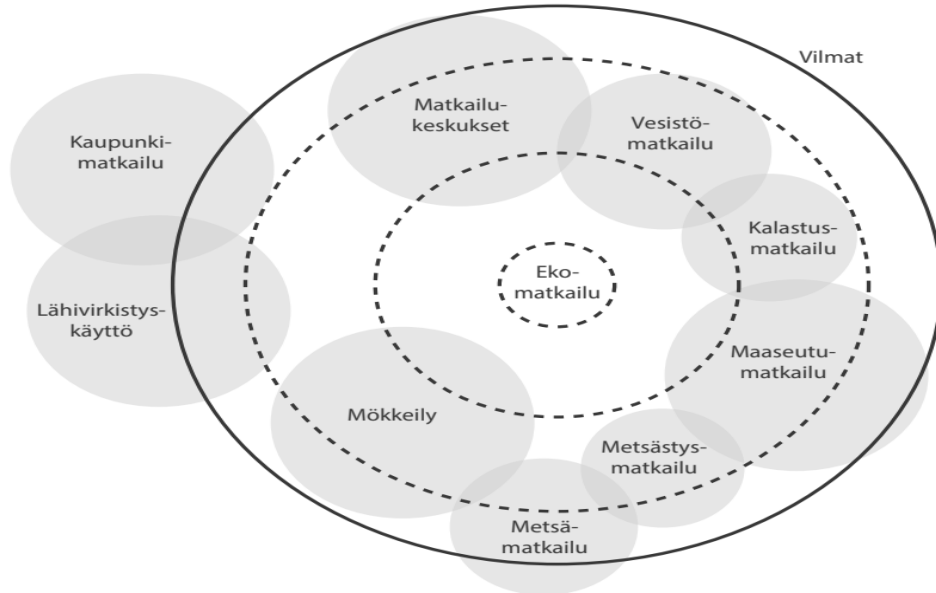 Vilmat
Matkailu-
keskukset
Vesistö-
matkailu
Kaupunki-
matkailu
Kalastus-
matkailu
Eko-
matkailu
Lähivirkistys-
käyttö
Maaseutu-
matkailu
Mökkeily
Metsästys-
matkailu
Metsä-
matkailu